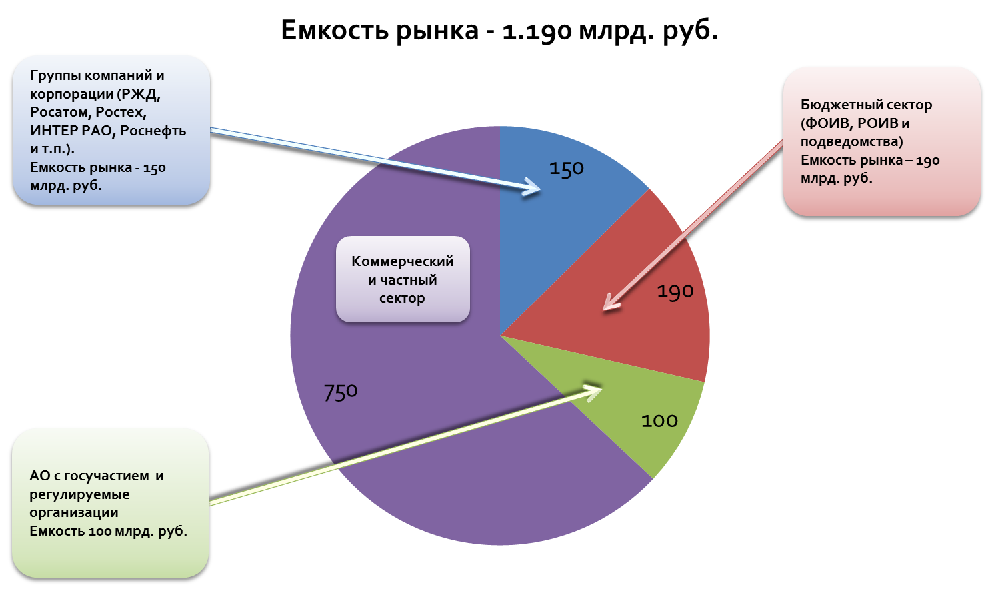 Емкость рынка - 1.190 млрд. руб.
Группы компаний и
корпорации (РЖД,
Росатом, Ростех,
ИНТЕР РАО, Роснефть
и т.п.).
Емкость рынка - 150
млрд. руб.
Бюджетный сектор
(ФОИВ, РОИВ и
подведомства)
Емкость рынка – 190
млрд. руб.
150
Коммерческий
и частный
сектор
190
750
100
АО с госучастием  и
регулируемые
организации
Емкость 100 млрд. руб.